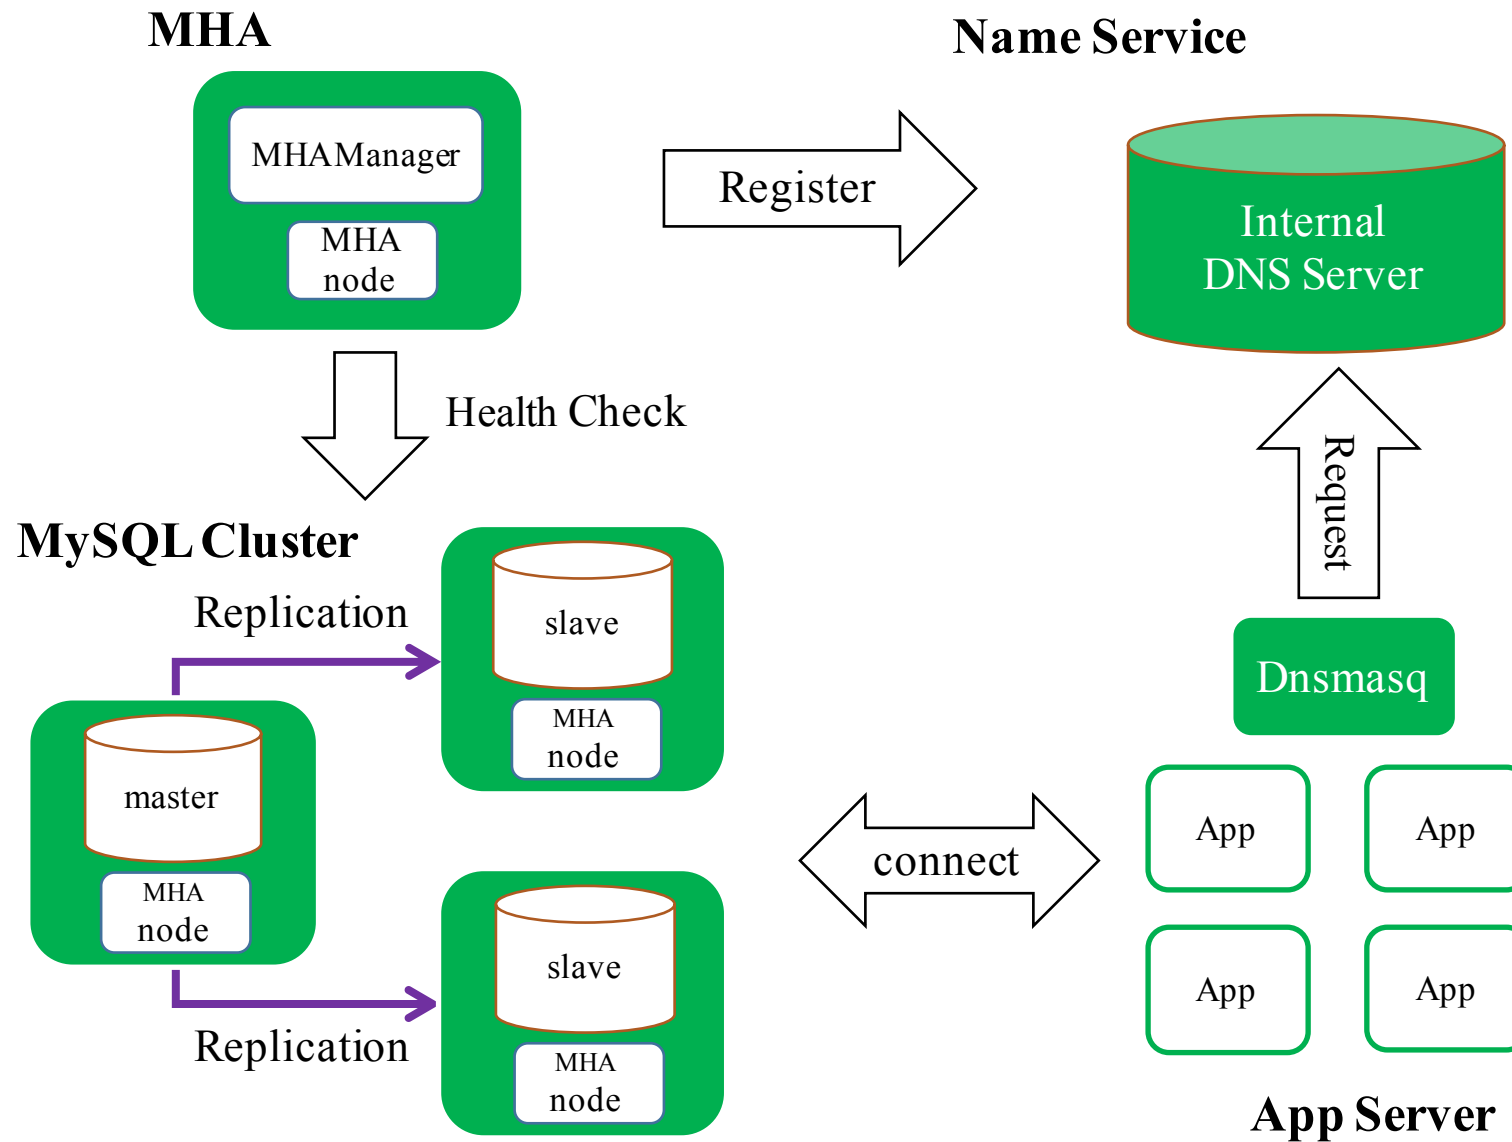 MHA
Name Service
MHAManager
MHA
node
Register
Internal
DNS Server
Health Check
Request
MySQL Cluster
Replication
slave
MHA
node
Dnsmasq
master
MHA
node
connect
App
App
slave
MHA
node
App
App
Replication
App Server